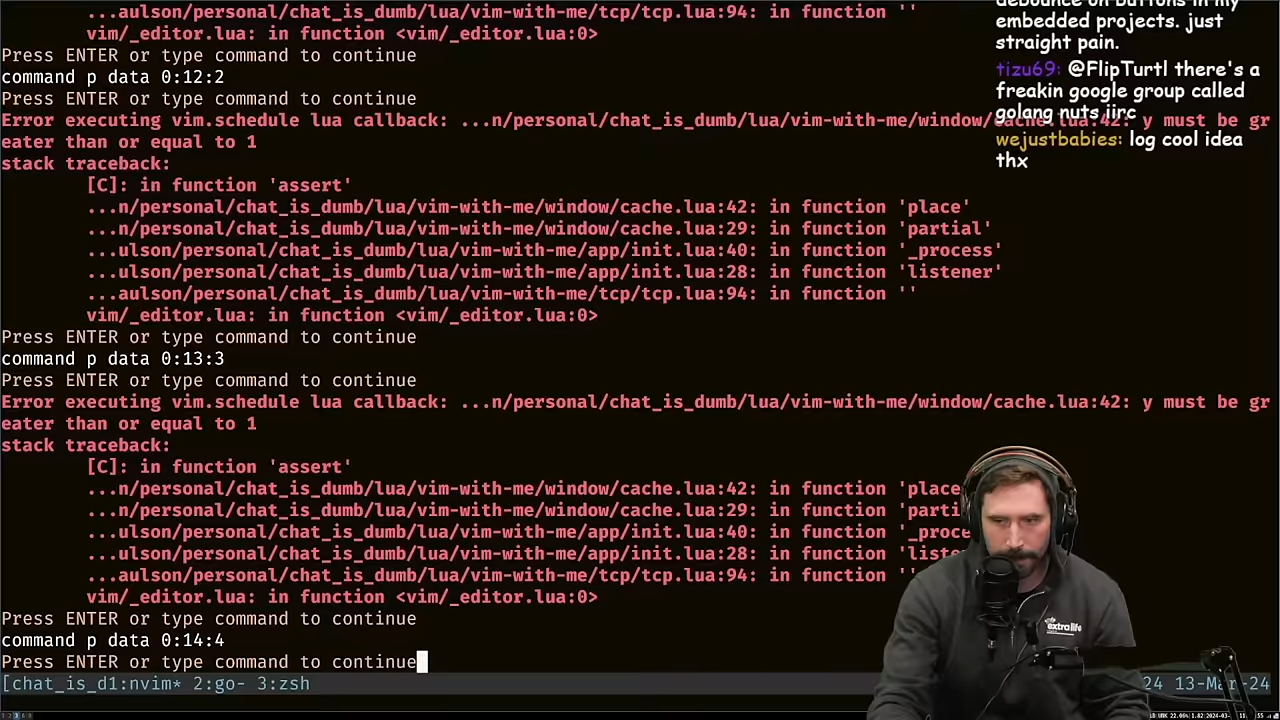 ...aulson/personal/chat_is_dumb/lua/vim-with-me/tcp/tcp.lua:94: in function ''
vim/_editor.lua: in function <vim/_editor.lua:0>
Press ENTER or type command to continue
command p data 0:12:2
Press ENTER or type command to continue
Error executing vim.schedule lua callback: ...n/personal/chat_is_dumb/lua/vim-with-me/window/cache.lua:42: y must be gr
eater than or equal to 1
stack traceback:
[C]: in function 'assert'
...n/personal/chat_is_dumb/lua/vim-with-me/window/cache.lua:42: in function 'place'
...n/personal/chat_is_dumb/lua/vim-with-me/window/cache.lua:29: in function 'partial'
...ulson/personal/chat_is_dumb/lua/vim-with-me/app/init.lua:40: in function '_process'
...ulson/personal/chat_is_dumb/lua/vim-with-me/app/init.lua:28: in function 'listener'
...aulson/personal/chat_is_dumb/lua/vim-with-me/tcp/tcp.lua:94: in function ''
vim/_editor.lua: in function <vim/_editor.lua:0>
Press ENTER or type command to continue
command p data 0:13:3
Press ENTER or type command to continue
Error executing vim.schedule lua callback: ...n/personal/chat_is_dumb/lua/vim-with-me/window/cache.lua:42: y must be gr
eater than or equal to 1
stack traceback:
[C]: in function 'assert'
...n/personal/chat_is_dumb/lua/vim-with-me/window/cache.lua:42: in function 'place
...n/personal/chat_is_dumb/lua/vim-with-me/window/cache.lua:29: in function 'parti
...ulson/personal/chat_is_dumb/lua/vim-with-me/app/init.lua:40: in function '_proce
...ulson/personal/chat_is_dumb/lua/vim-with-me/app/init.lua:28: in function 'liste
...aulson/personal/chat_is_dumb/lua/vim-with-me/tcp/tcp.lua:94: in function ''
vim/_editor.lua: in function <vim/_editor.lua:0>
Press ENTER or type command to continue
command p data 0:14:4
Press ENTER or type command to continue
[chat_is_d1:nvim* 2:go- 3:zsh
24 13-Mar-24
debounce on buttons in my
embedded projects. just
straight pain.
tizu69: @FlipTurtl there's a
freakin google group called
golang nuts iirc
wejustbabies: log cool idea
thx
extralife